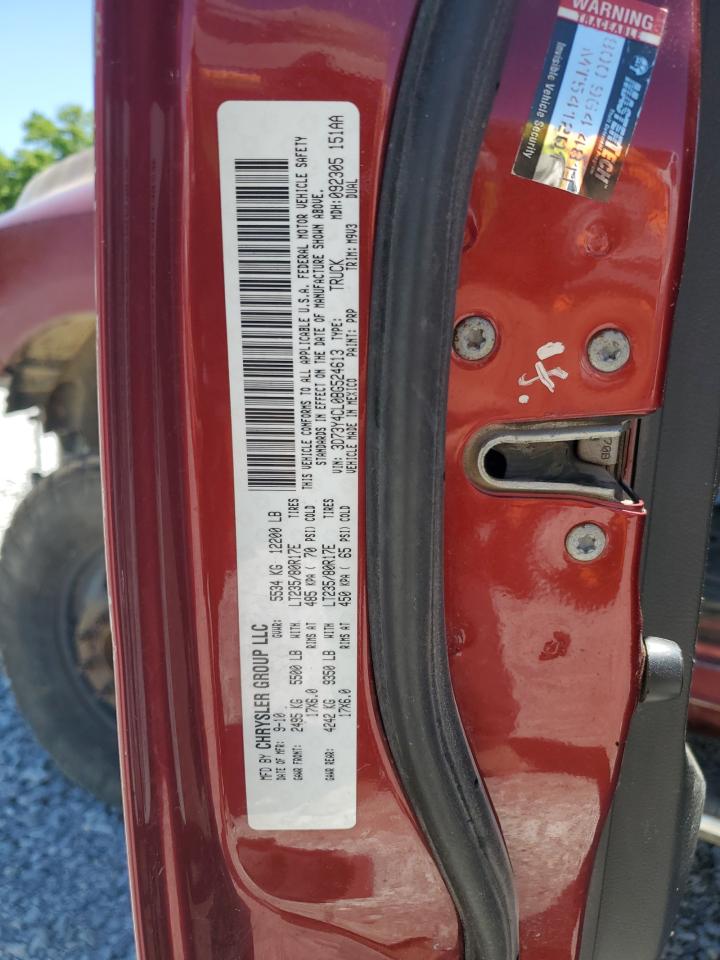 MFD BY CHRYSLER GROUP LLC
DATE OF MFR: 9-10 GVWR: 5534 KG 12200 LB
GAWR FRONT: 2495 KG 5500 LB WITH LT235/80R17E TIRES
17X6.0 RIMS AT 485 KPA ( 70 PSI) COLD
GAWR REAR: 4242 KG 9350 LB WITH LT235/80R17E TIRES
17X6.0 RIMS AT 450 KPA ( 65 PSI) COLD
THIS VEHICLE CONFORMS TO ALL APPLICABLE U.S.A. FEDERAL MOTOR VEHICLE SAFETY
STANDARDS IN EFFECT ON THE DATE OF MANUFACTURE SHOWN ABOVE.
VIN: 3D73Y4CL0BG524613 TYPE: TRUCK MDH:092305 151AA
VEHICLE MADE IN MEXICO PAINT: PRP TRIM: M9V3 DUAL
WARNING
TRACEABLE
MASTERTECH
Invisible Vehicle Security